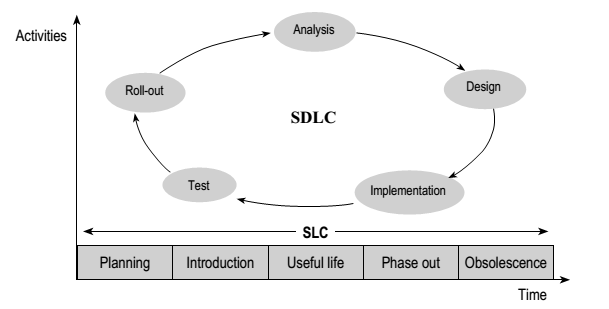 Activities
Analysis
Roll-out
Design
SDLC
Test
Implementation
SLC
Planning Introduction Useful life Phase out Obsolescence
Time